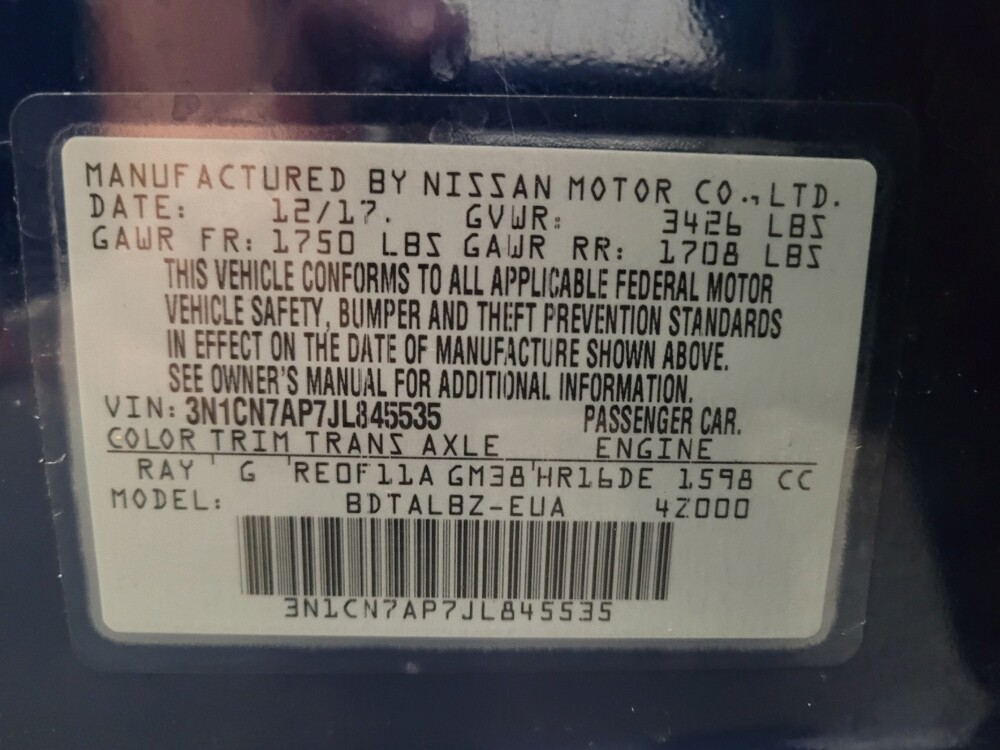 MANUFACTURED BY NISSAN MOTOR CO., LTD.
DATE: 12/17. GVWR: 3426 LBS
GAWR FR: 1750 LBS GAWR RR: 1708 LBS
THIS VEHICLE CONFORMS TO ALL APPLICABLE FEDERAL MOTOR
VEHICLE SAFETY, BUMPER AND THEFT PREVENTION STANDARDS
IN EFFECT ON THE DATE OF MANUFACTURE SHOWN ABOVE.
SEE OWNER'S MANUAL FOR ADDITIONAL INFORMATION.
VIN: 3N1CN7AP7JL845535 PASSENGER CAR.
COLOR TRIM TRANS AXLE ENGINE
RAY G RE0F11A GM38 HR16DE 1598 CC
MODEL: BDTALBZ-EUA 4Z000
3N1CN7AP7JL845535